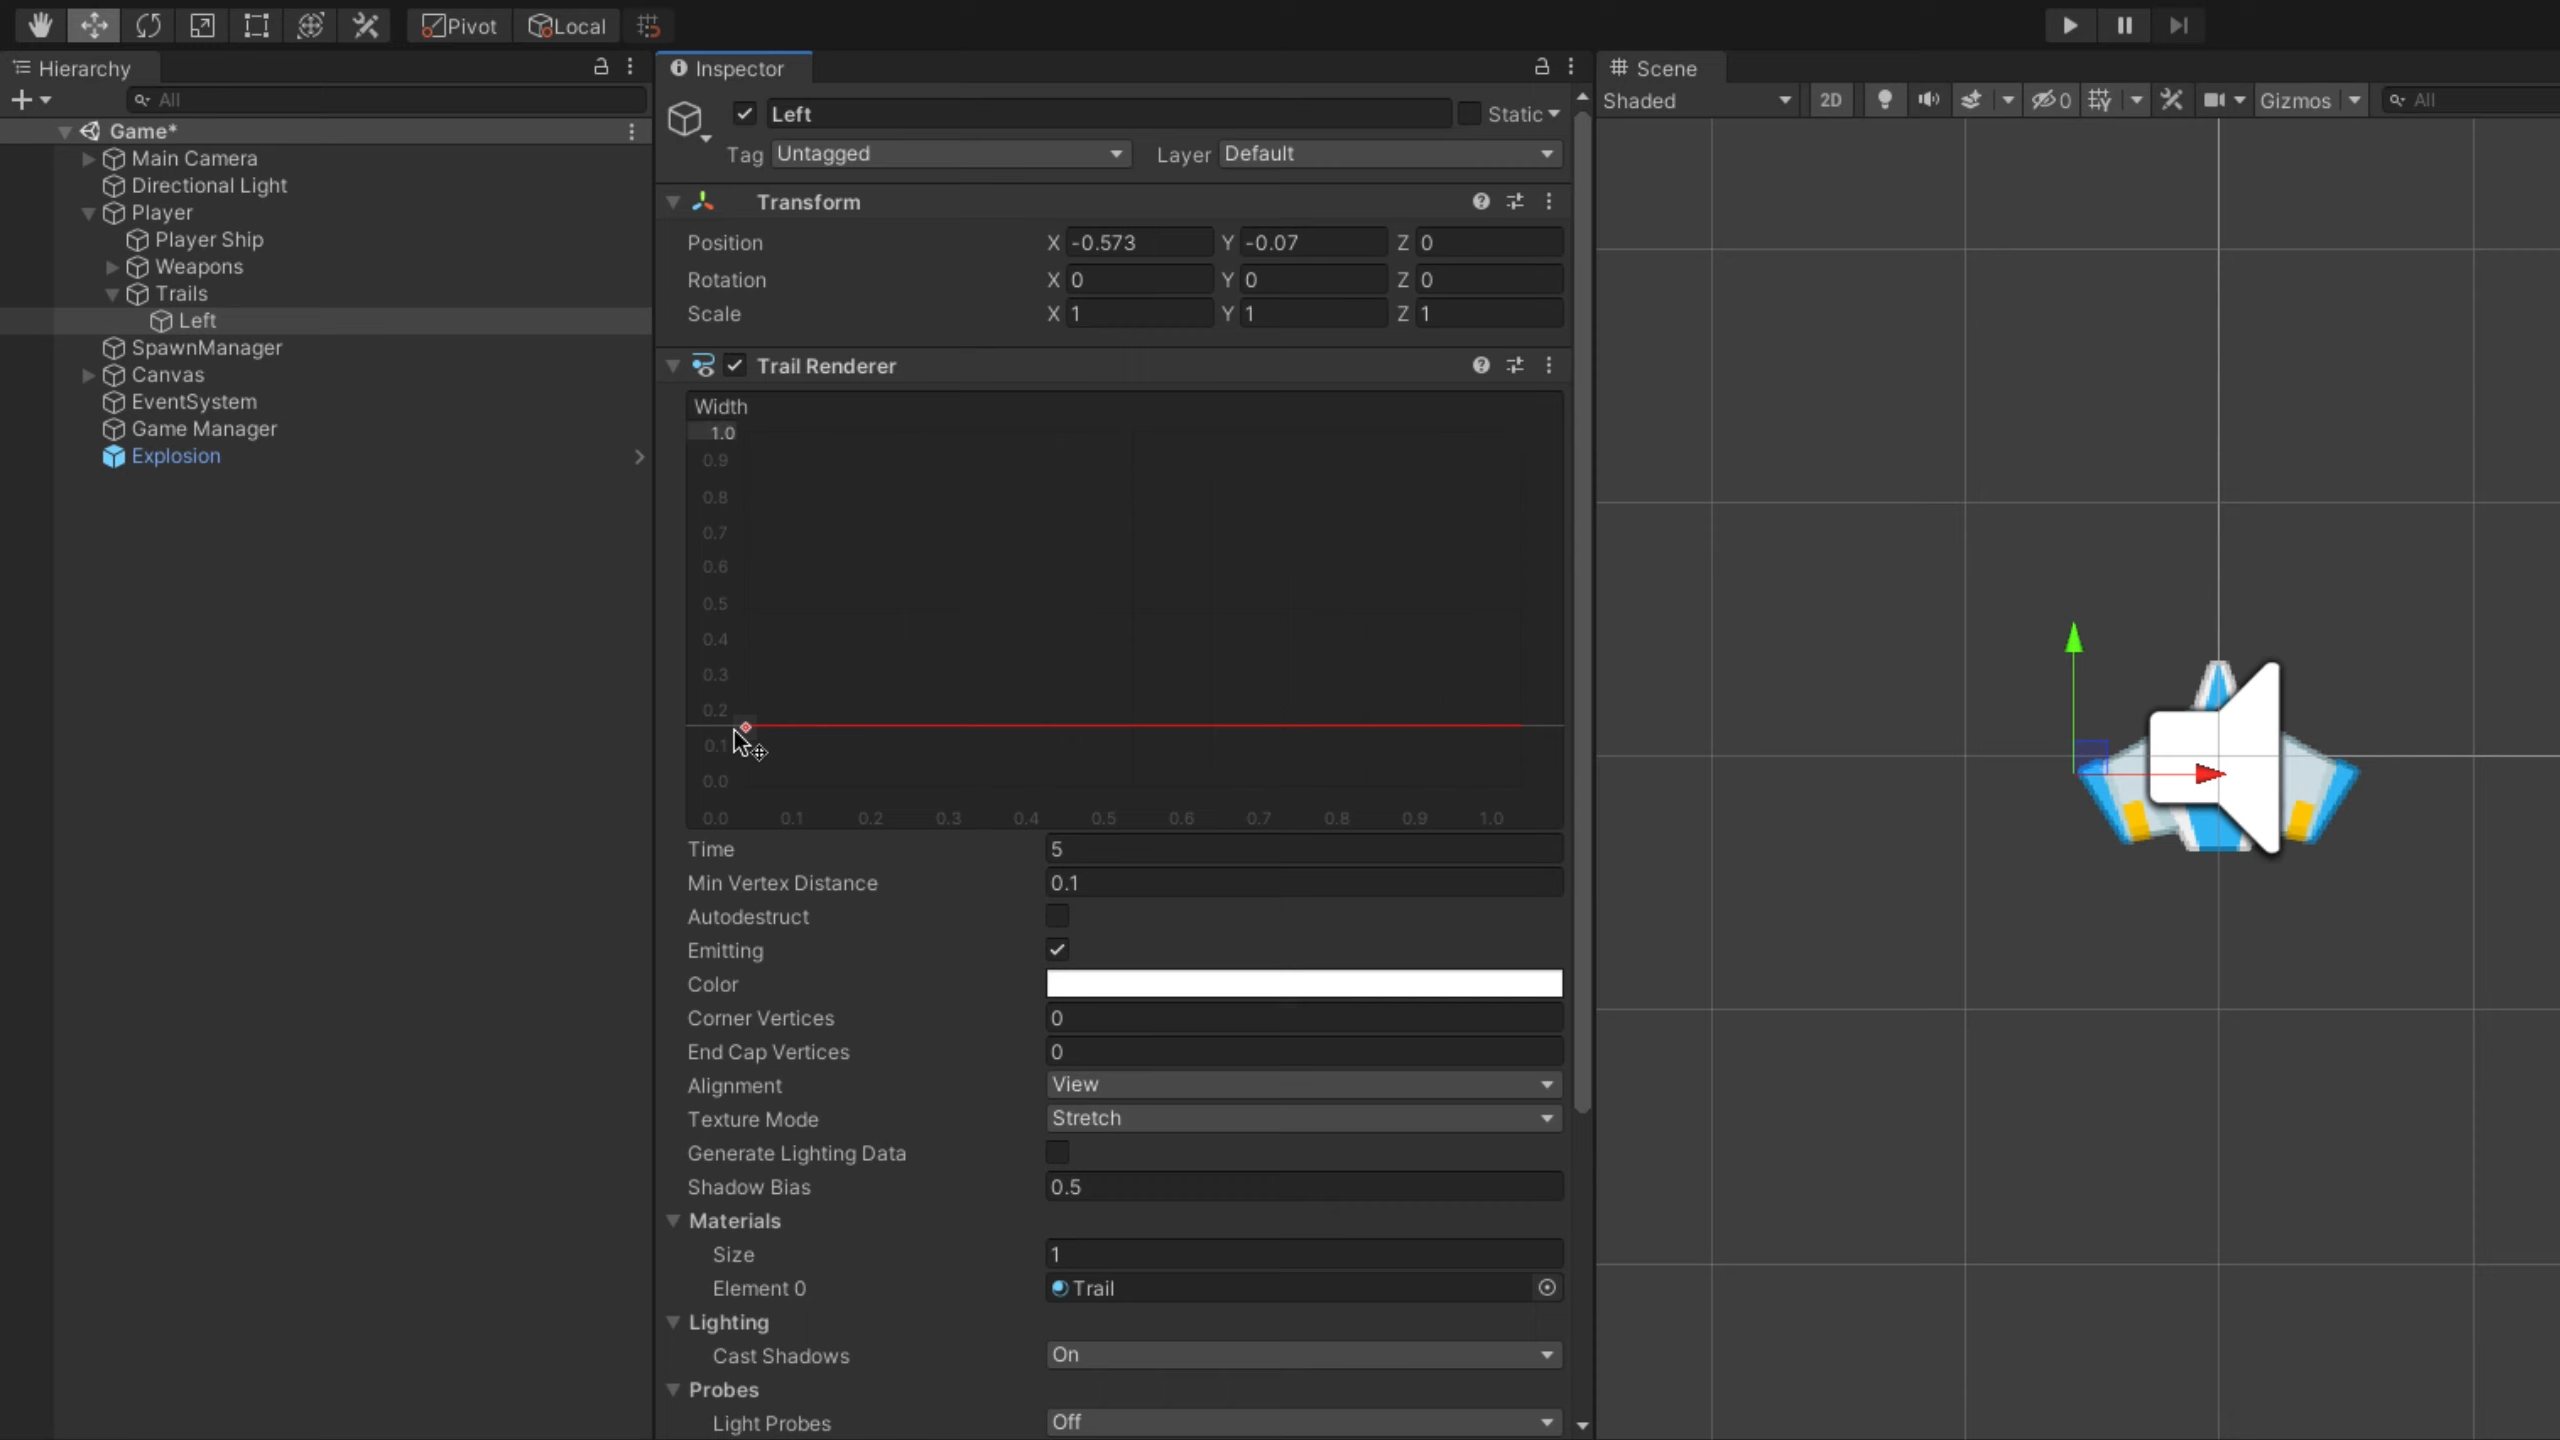 Pivot Local
Hierarchy
All
Game*
Main Camera
Directional Light
Player
Player Ship
Weapons
Trails
Left
SpawnManager
Canvas
EventSystem
Game Manager
Explosion
Inspector
Left Static
Tag Untagged Layer Default
Transform
Position X -0.573 Y -0.07 Z 0
Rotation X 0 Y 0 Z 0
Scale X 1 Y 1 Z 1
Trail Renderer
Width
1.0
0.9
0.8
0.7
0.6
0.5
0.4
0.3
0.2
0.1
0.0
0.0 0.1 0.2 0.3 0.4 0.5 0.6 0.7 0.8 0.9 1.0
Time 5
Min Vertex Distance 0.1
Autodestruct
Emitting
Color
Corner Vertices 0
End Cap Vertices 0
Alignment View
Texture Mode Stretch
Generate Lighting Data
Shadow Bias 0.5
Materials
Size 1
Element 0 Trail
Lighting
Cast Shadows On
Probes
Light Probes Off
Scene
Shaded 2D 0 Gizmos All